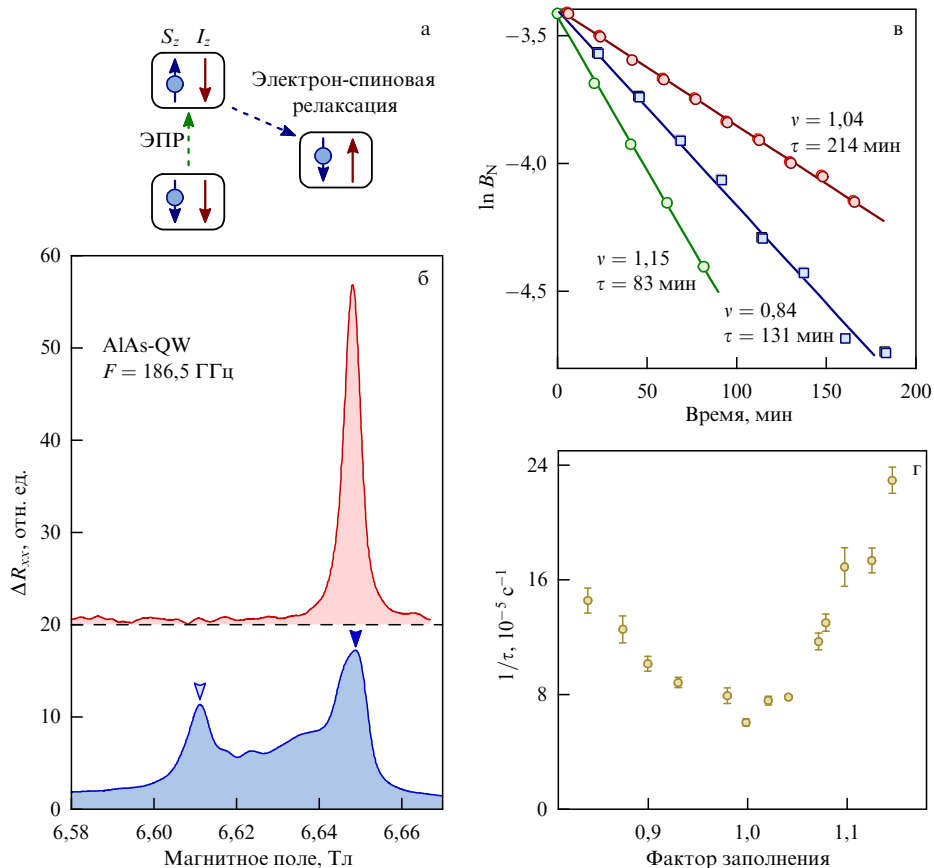 а
S_z I_z
Электрон-спиновая
релаксация
ЭПР
б
60
50
40
30
20
10
0
AlAs-QW
F = 186,5 ГГц
ΔR_xx, отн. ед.
6,58 6,60 6,62 6,64 6,66
Магнитное поле, Тл
в
−3,5
−4,0
−4,5
ln B_N
ν = 1,04
τ = 214 мин
ν = 1,15
τ = 83 мин
ν = 0,84
τ = 131 мин
0 50 100 150 200
Время, мин
г
24
16
8
0
1/τ, 10⁻⁵ с⁻¹
0,9 1,0 1,1
Фактор заполнения